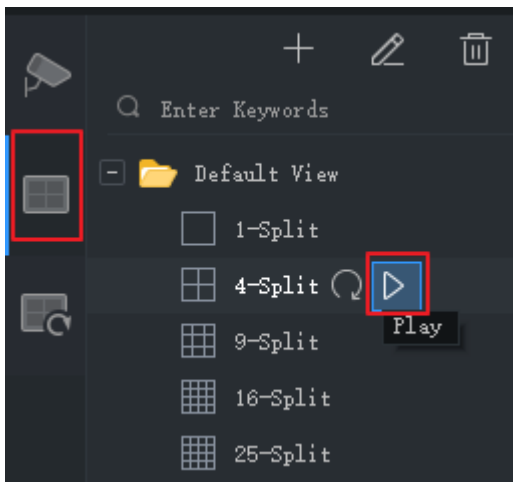 Enter Keywords
Default View
1-Split
4-Split
Play
9-Split
16-Split
25-Split